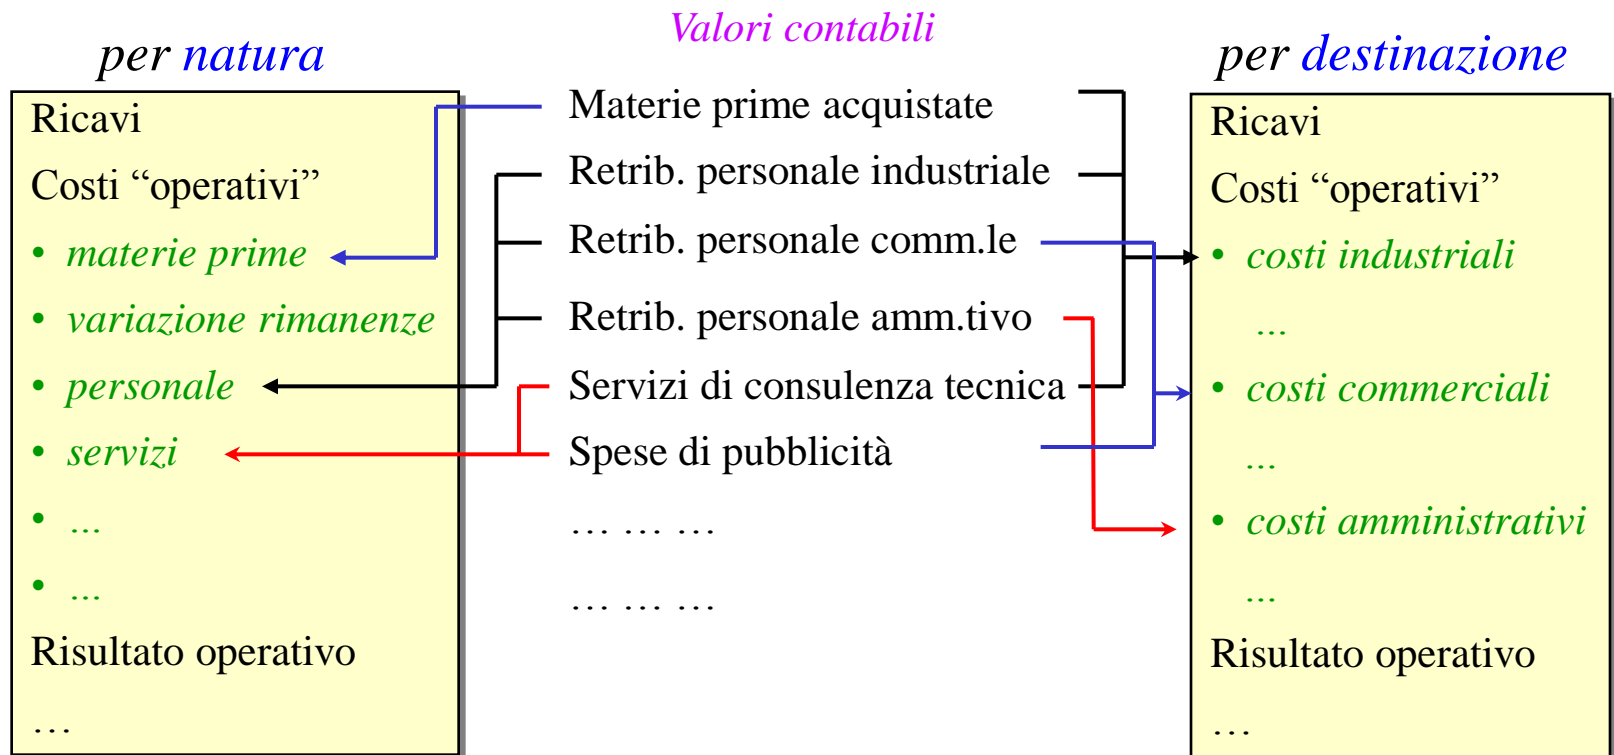 Valori contabili
per natura
Ricavi
Costi “operativi”
• materie prime
• variazione rimanenze
• personale
• servizi
• ...
• ...
Risultato operativo
…
Materie prime acquistate
Retrib. personale industriale
Retrib. personale comm.le
Retrib. personale amm.tivo
Servizi di consulenza tecnica
Spese di pubblicità
… … …
… … …
per destinazione
Ricavi
Costi “operativi”
• costi industriali
...
• costi commerciali
...
• costi amministrativi
...
Risultato operativo
…